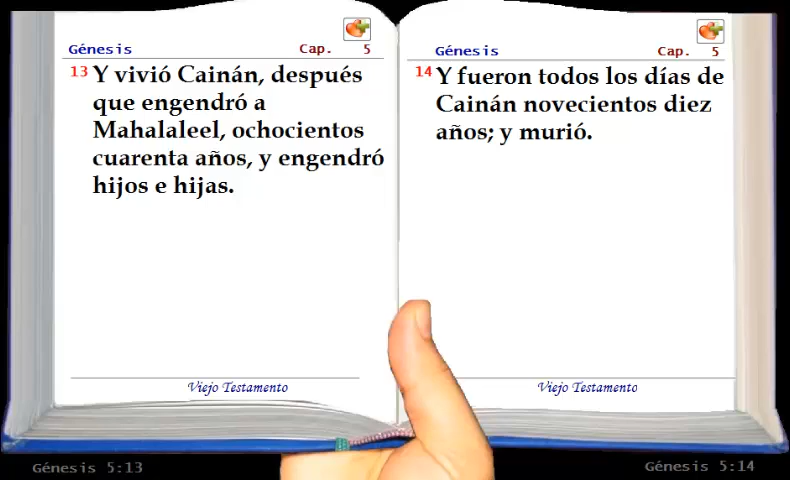 Génesis Cap. 5
13 Y vivió Cainán, después
que engendró a
Mahalaleel, ochocientos
cuarenta años, y engendró
hijos e hijas.
Viejo Testamento
Génesis 5:13
Génesis Cap. 5
14 Y fueron todos los días de
Cainán novecientos diez
años; y murió.
Viejo Testamento
Génesis 5:14